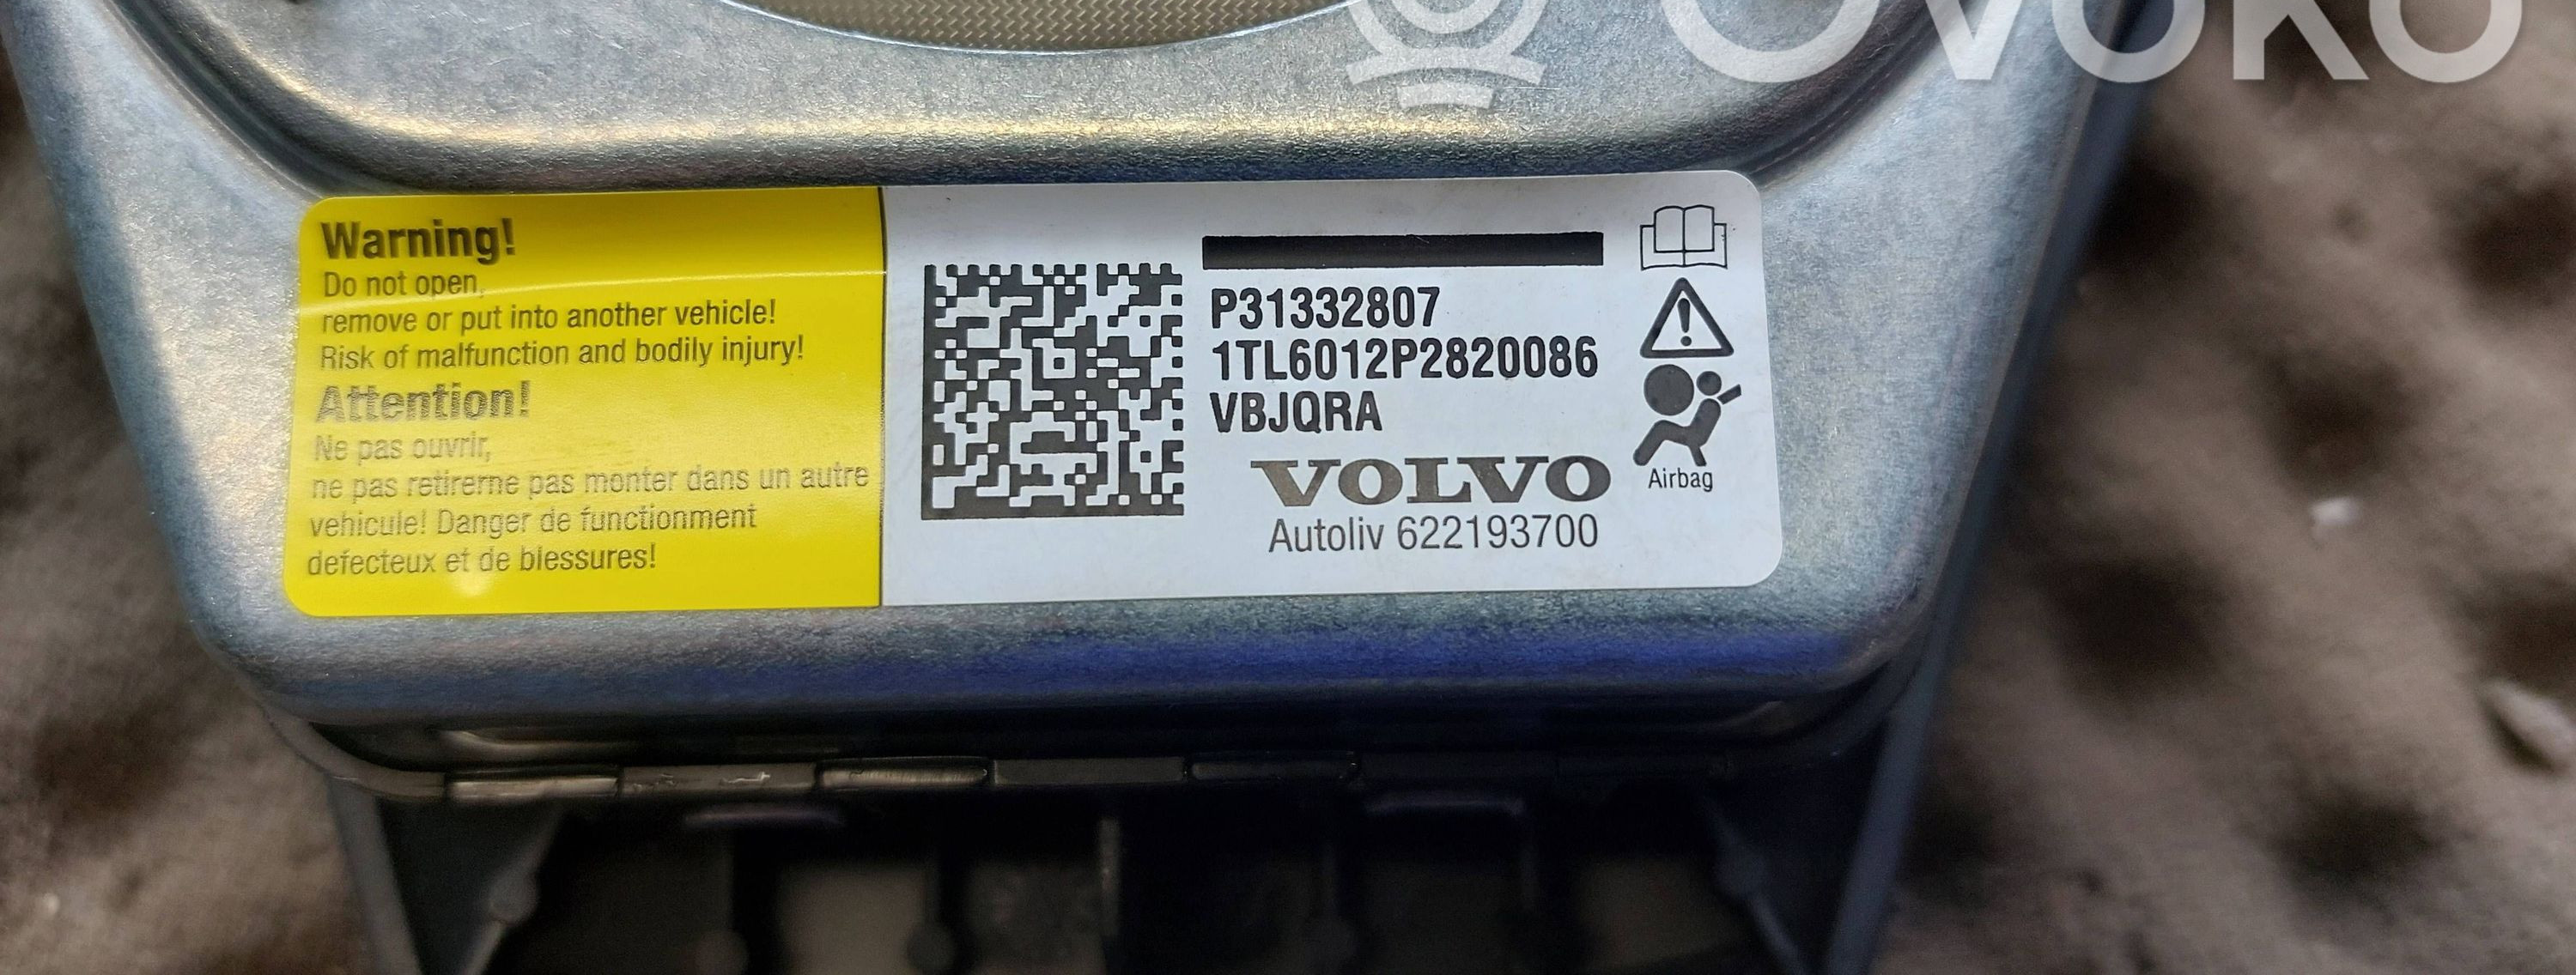 OVOKO
Warning!
Do not open,
remove or put into another vehicle!
Risk of malfunction and bodily injury!
Attention!
Ne pas ouvrir,
ne pas retirerne pas monter dans un autre
vehicule! Danger de functionment
defecteux et de blessures!
P31332807
1TL6012P2820086
VBJQRA
VOLVO
Autoliv 622193700
Airbag